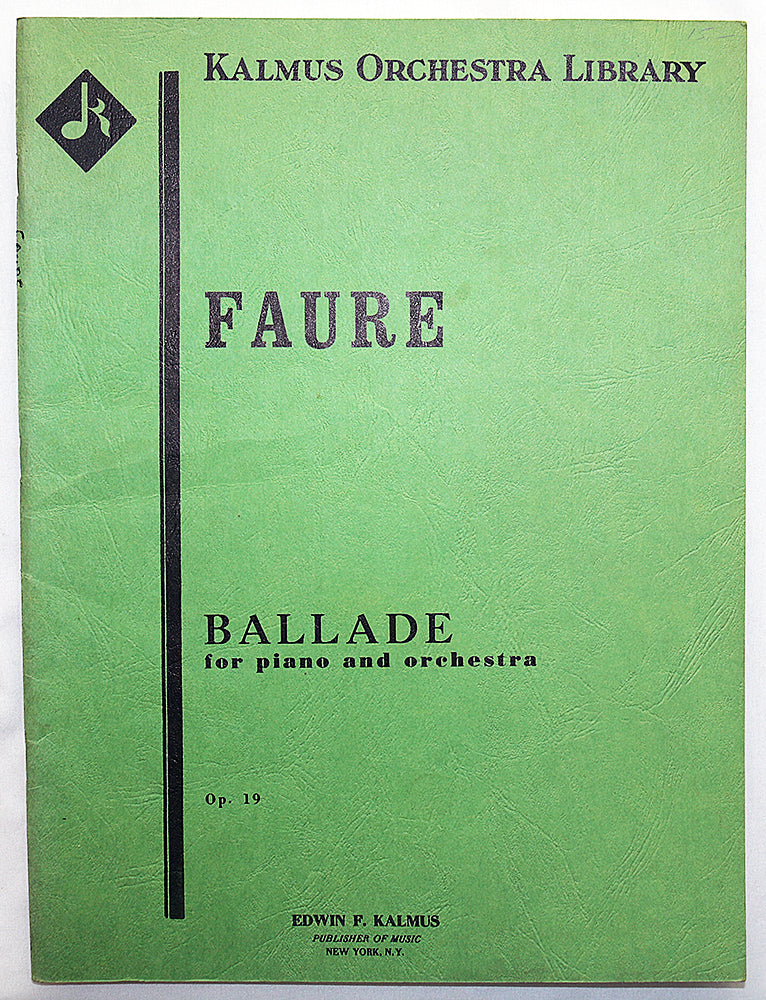 KALMUS ORCHESTRA LIBRARY
FAURE
BALLADE
for piano and orchestra
Op. 19
EDWIN F. KALMUS
PUBLISHER OF MUSIC
NEW YORK, N.Y.